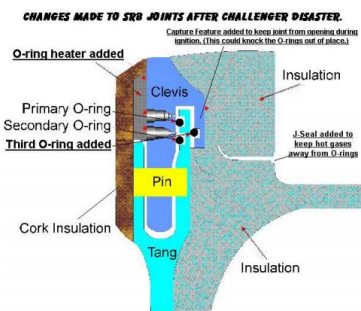 CHANGES MADE TO SRB JOINTS AFTER CHALLENGER DISASTER.
Capture Feature added to keep joint from opening during
ignition. (This could knock the O-rings out of place.)
O-ring heater added
Clevis
Insulation
Primary O-ring
Secondary O-ring
Third O-ring added
J-Seal added to
keep hot gases
away from O-rings
Pin
Cork Insulation
Tang
Insulation